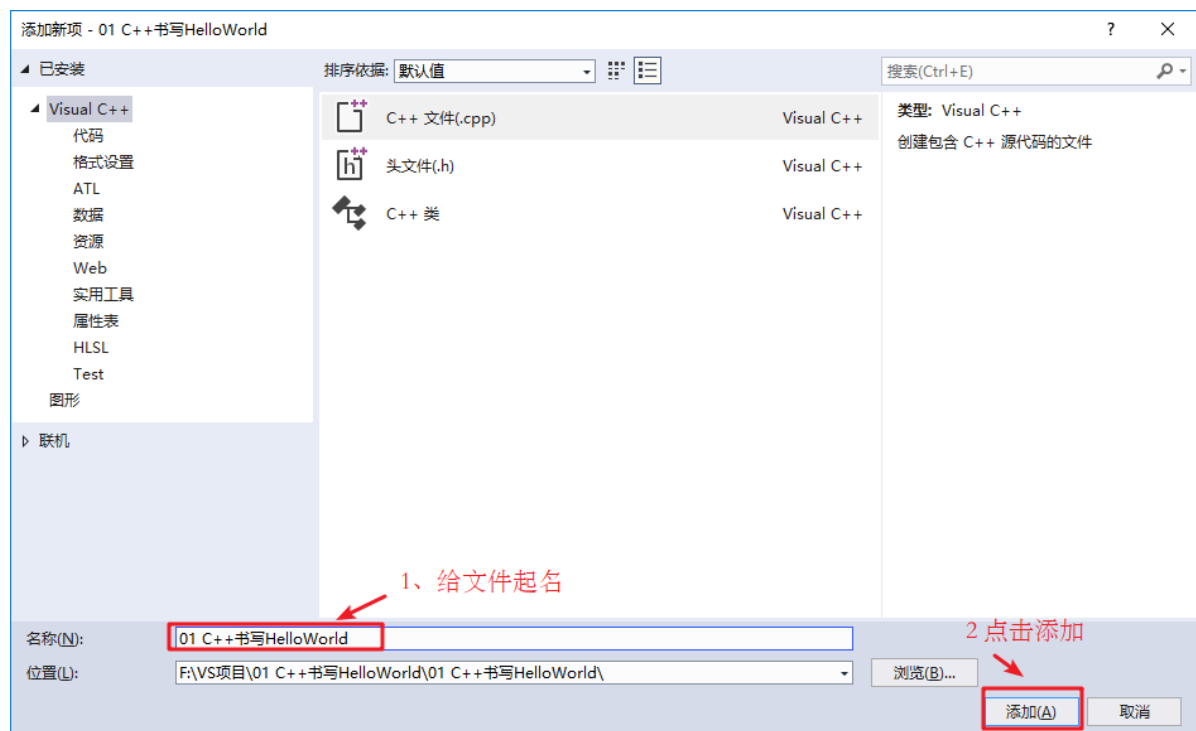 添加新项 - 01 C++书写HelloWorld
已安装
Visual C++
代码
格式设置
ATL
数据
资源
Web
实用工具
属性表
HLSL
Test
图形
联机
排序依据: 默认值
C++ 文件(.cpp) Visual C++
头文件(.h) Visual C++
C++ 类 Visual C++
搜索(Ctrl+E)
类型: Visual C++
创建包含 C++ 源代码的文件
1、给文件起名
名称(N): 01 C++书写HelloWorld
2 点击添加
位置(L): F:\VS项目\01 C++书写HelloWorld\01 C++书写HelloWorld\
浏览(B)...
添加(A) 取消